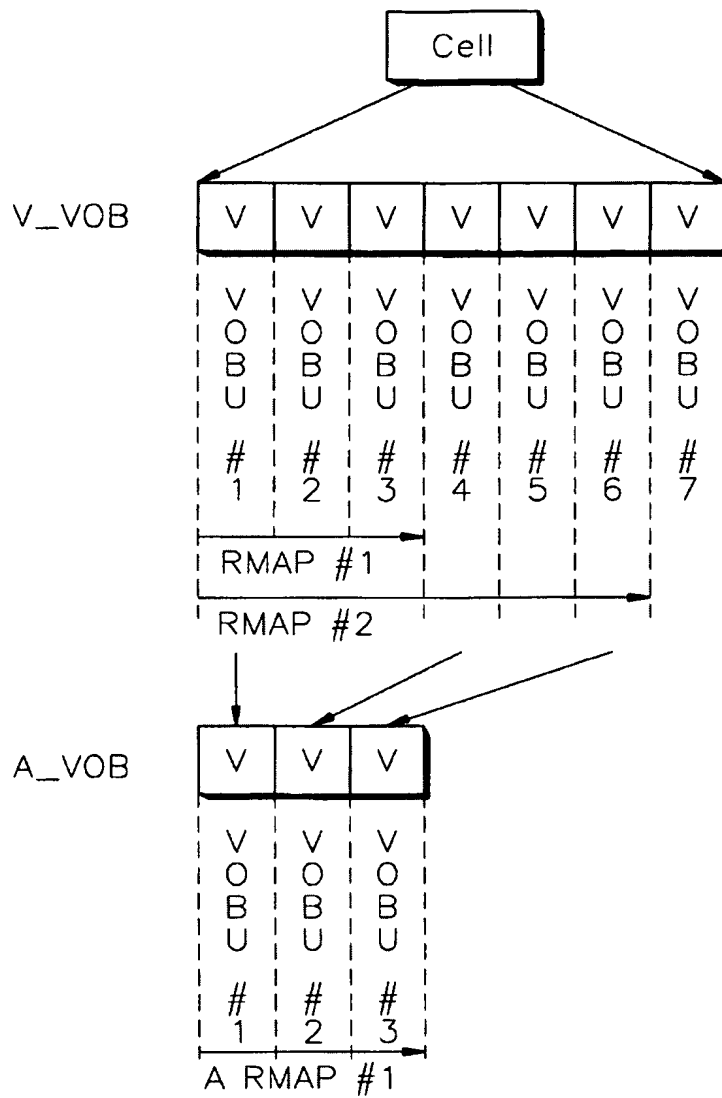 Cell
V_VOB V V V V V V V
VOBU #1 VOBU #2 VOBU #3 VOBU #4 VOBU #5 VOBU #6 VOBU #7
RMAP #1
RMAP #2
A_VOB V V V
VOBU #1 VOBU #2 VOBU #3
A RMAP #1